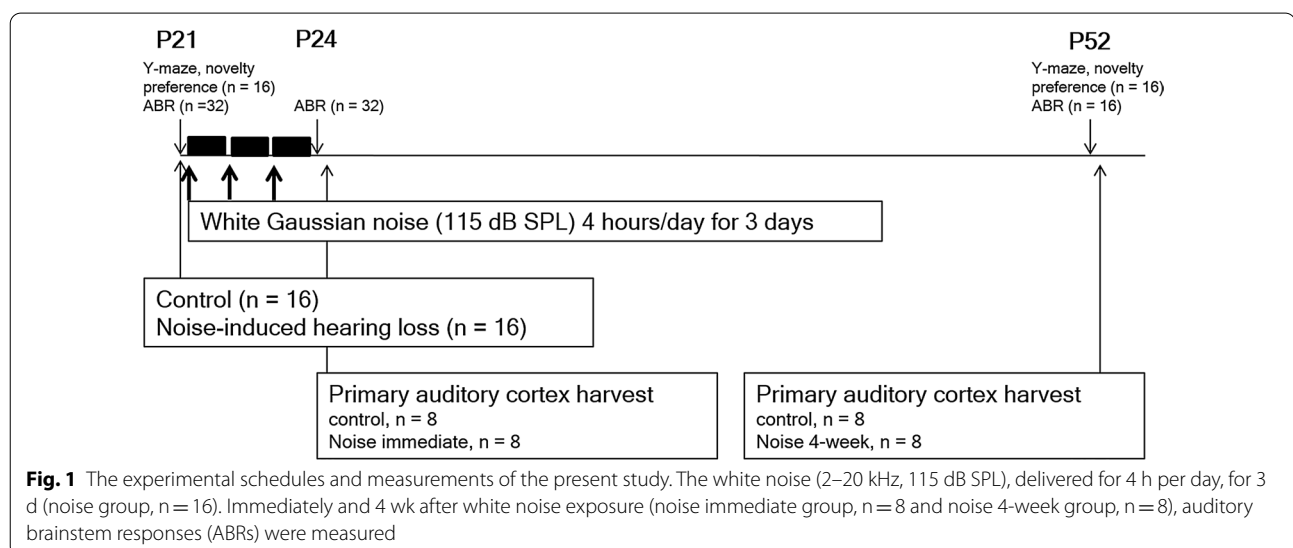 P21
P24
P52
Y-maze, novelty
preference (n = 16)
ABR (n =32)
ABR (n = 32)
Y-maze, novelty
preference (n = 16)
ABR (n = 16)
White Gaussian noise (115 dB SPL) 4 hours/day for 3 days
Control (n = 16)
Noise-induced hearing loss (n = 16)
Primary auditory cortex harvest
control, n = 8
Noise immediate, n = 8
Primary auditory cortex harvest
control, n = 8
Noise 4-week, n = 8
Fig. 1 The experimental schedules and measurements of the present study. The white noise (2–20 kHz, 115 dB SPL), delivered for 4 h per day, for 3
d (noise group, n = 16). Immediately and 4 wk after white noise exposure (noise immediate group, n = 8 and noise 4-week group, n = 8), auditory
brainstem responses (ABRs) were measured